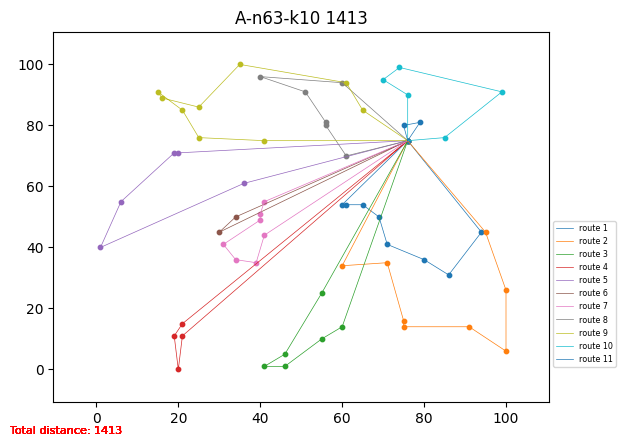 A-n63-k10 1413
100
80
60
40
20
0
0 20 40 60 80 100
route 1
route 2
route 3
route 4
route 5
route 6
route 7
route 8
route 9
route 10
route 11
Total distance: 1413